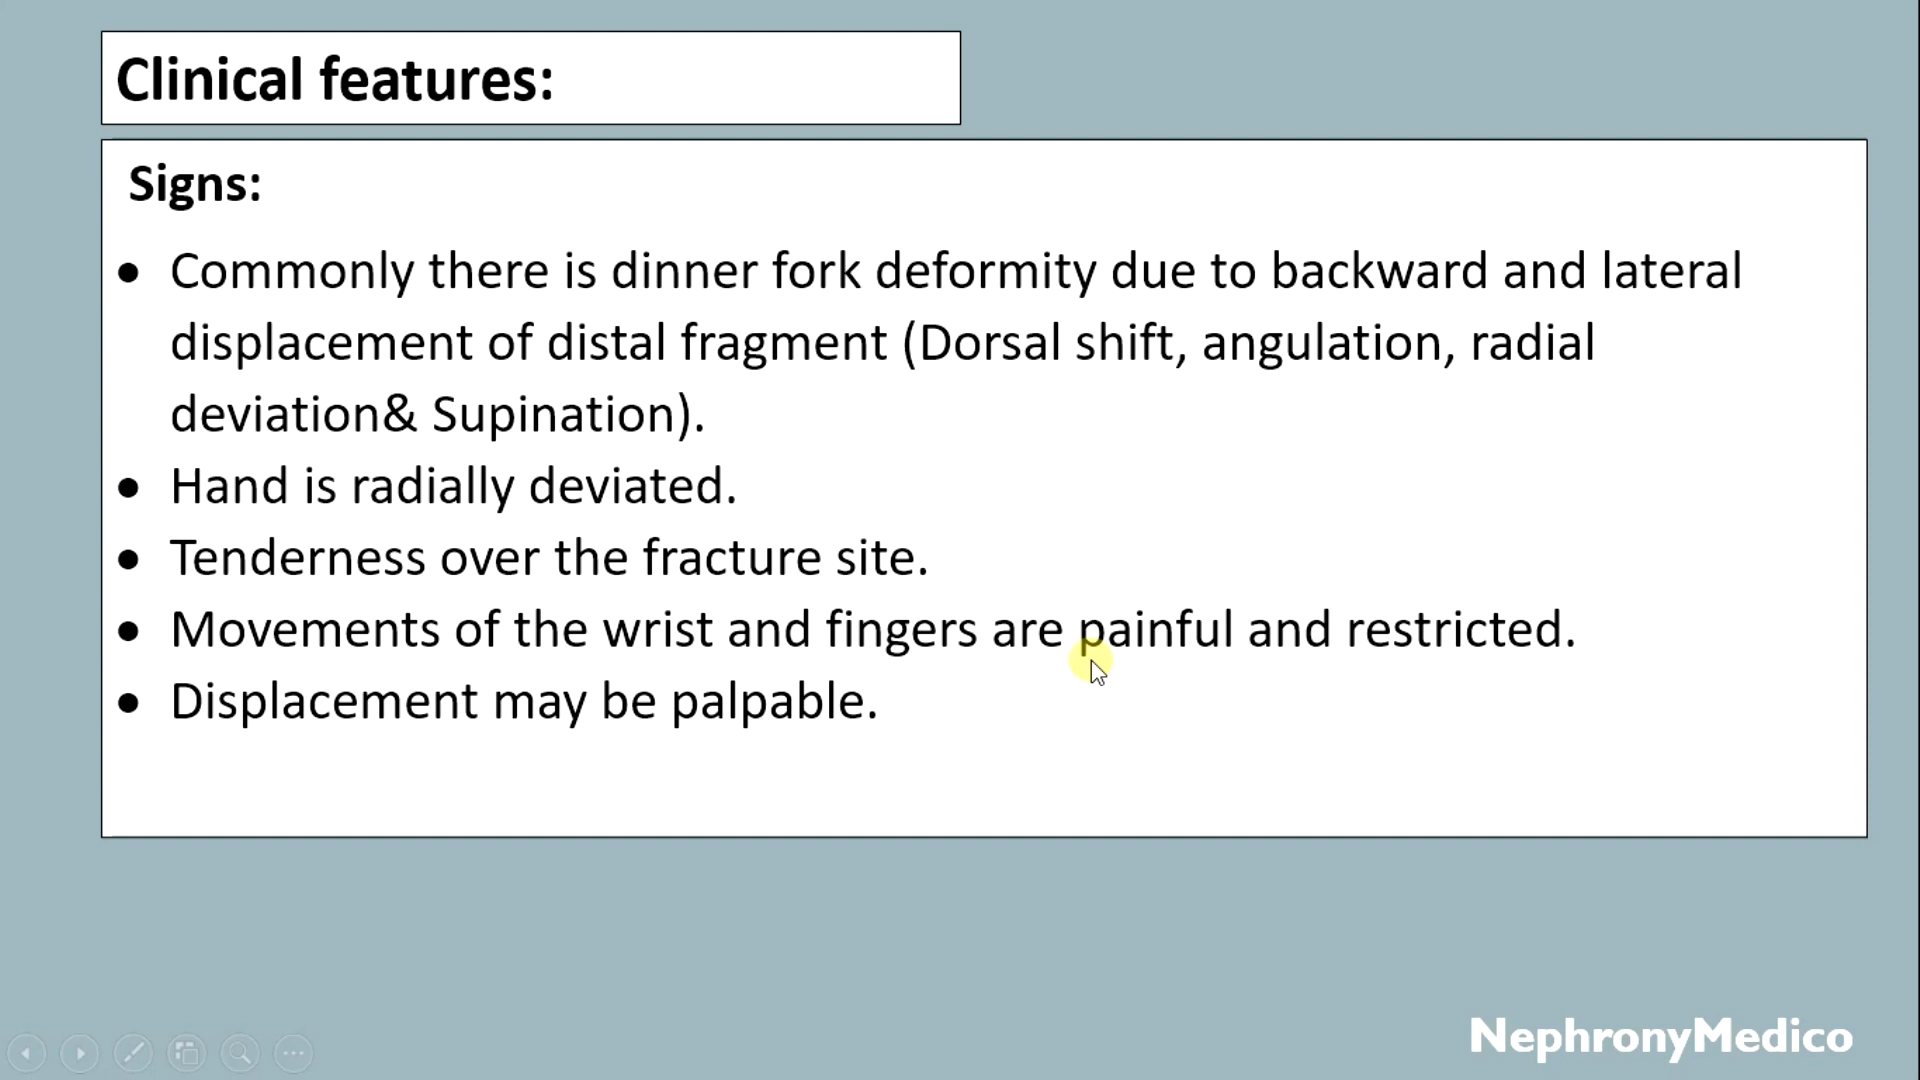 Clinical features:
Signs:
• Commonly there is dinner fork deformity due to backward and lateral
displacement of distal fragment (Dorsal shift, angulation, radial
deviation& Supination).
• Hand is radially deviated.
• Tenderness over the fracture site.
• Movements of the wrist and fingers are painful and restricted.
• Displacement may be palpable.
NephronyMedico